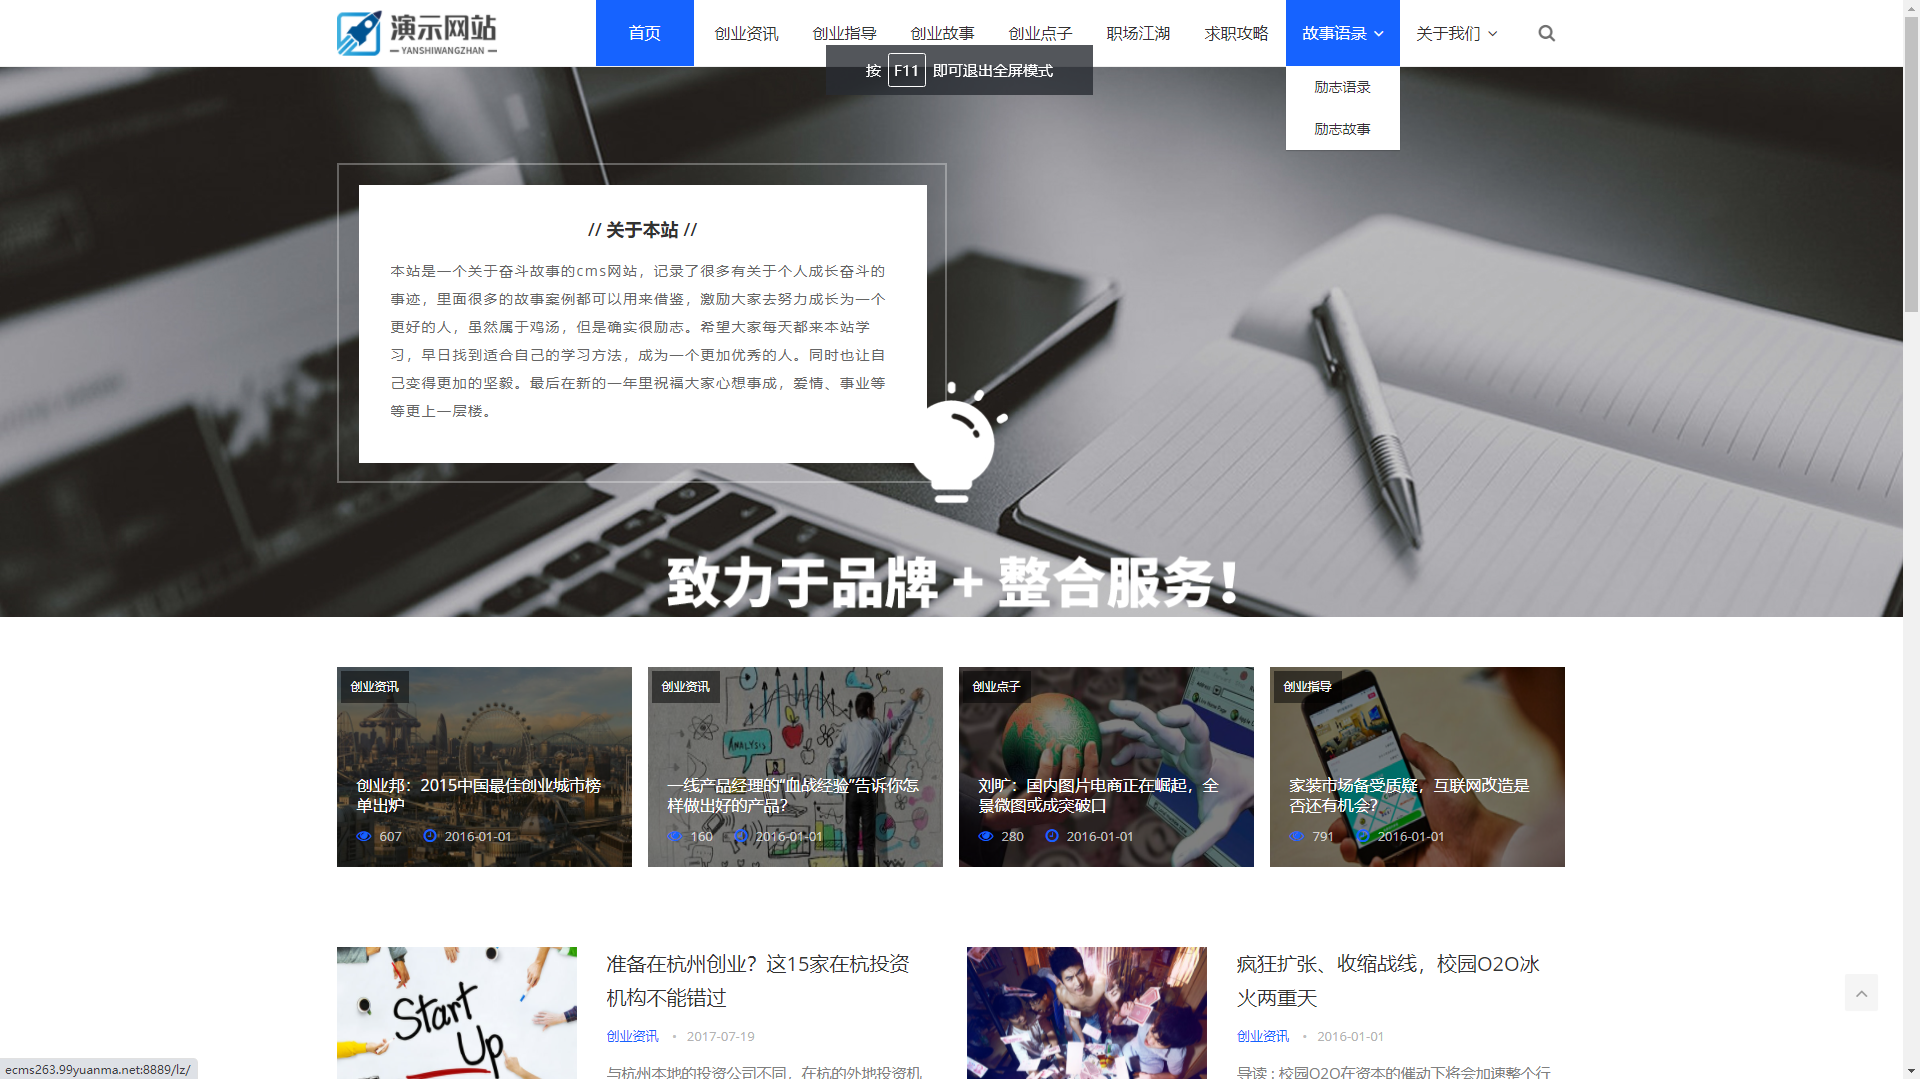 演示网站
YANSHIWANGZHAN
首页
创业资讯
创业指导
创业故事
创业点子
职场江湖
求职攻略
故事语录
关于我们
按 F11 即可退出全屏模式
励志语录
励志故事
// 关于本站 //
本站是一个关于奋斗故事的cms网站，记录了很多有关于个人成长奋斗的
事迹，里面很多的故事案例都可以用来借鉴，激励大家去努力成长为一个
更好的人，虽然属于鸡汤，但是确实很励志。希望大家每天都来本站学
习，早日找到适合自己的学习方法，成为一个更加优秀的人。同时也让自
己变得更加的坚毅。最后在新的一年里祝福大家心想事成，爱情、事业等
等更上一层楼。
致力于品牌 + 整合服务！
创业资讯
创业邦：2015中国最佳创业城市榜
单出炉
607 2016-01-01
创业资讯
ANALYSIS
一线产品经理的“血战经验”告诉你怎
样做出好的产品？
160 2016-01-01
创业点子
刘旷：国内图片电商正在崛起，全
景微图或成突破口
280 2016-01-01
创业指导
家装市场备受质疑，互联网改造是
否还有机会？
791 2016-01-01
Start
Up
准备在杭州创业？这15家在杭投资
机构不能错过
创业资讯 • 2017-07-19
与杭州本地的投资公司不同，在杭的外地投资机
疯狂扩张、收缩战线，校园O2O冰
火两重天
创业资讯 • 2016-01-01
导读 : 校园O2O在资本的催动下将会加速整个行
ecms263.99yuanma.net:8889/lz/